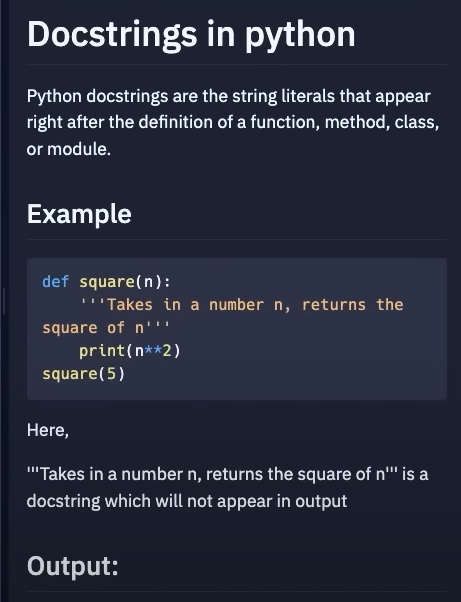 Docstrings in python
Python docstrings are the string literals that appear
right after the definition of a function, method, class,
or module.
Example
def square(n):
    '''Takes in a number n, returns the
square of n'''
    print(n**2)
square(5)
Here,
'''Takes in a number n, returns the square of n''' is a
docstring which will not appear in output
Output: